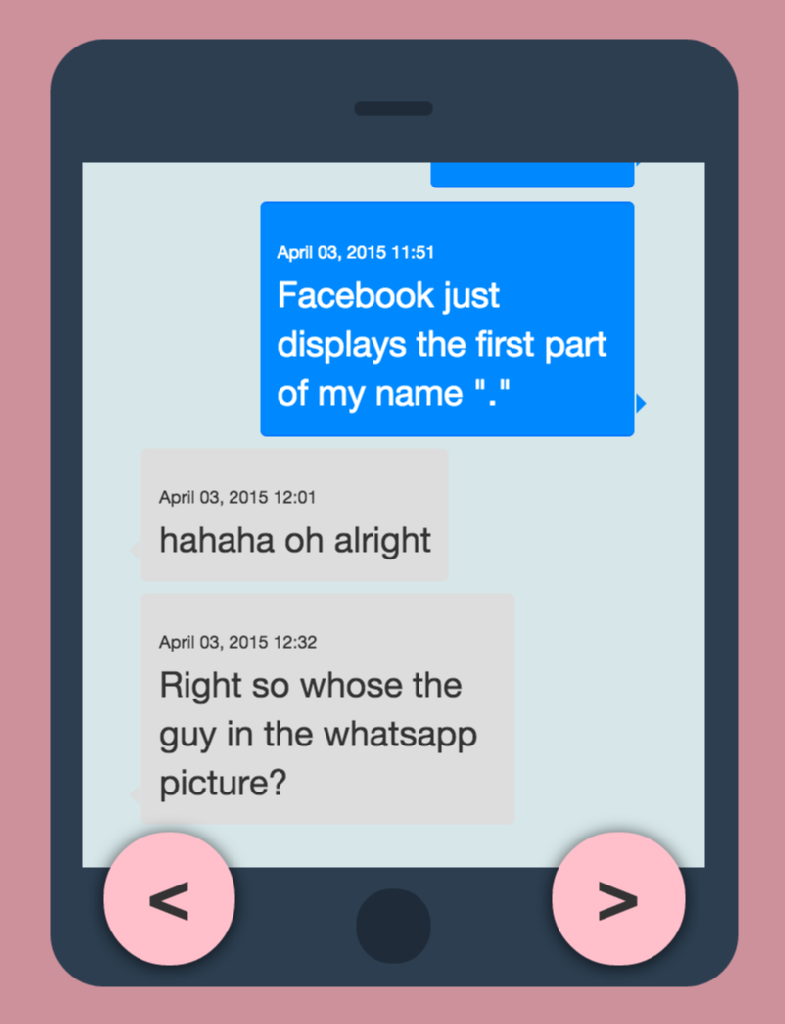 April 03, 2015 11:51
Facebook just
displays the first part
of my name "."
April 03, 2015 12:01
hahaha oh alright
April 03, 2015 12:32
Right so whose the
guy in the whatsapp
picture?
< >